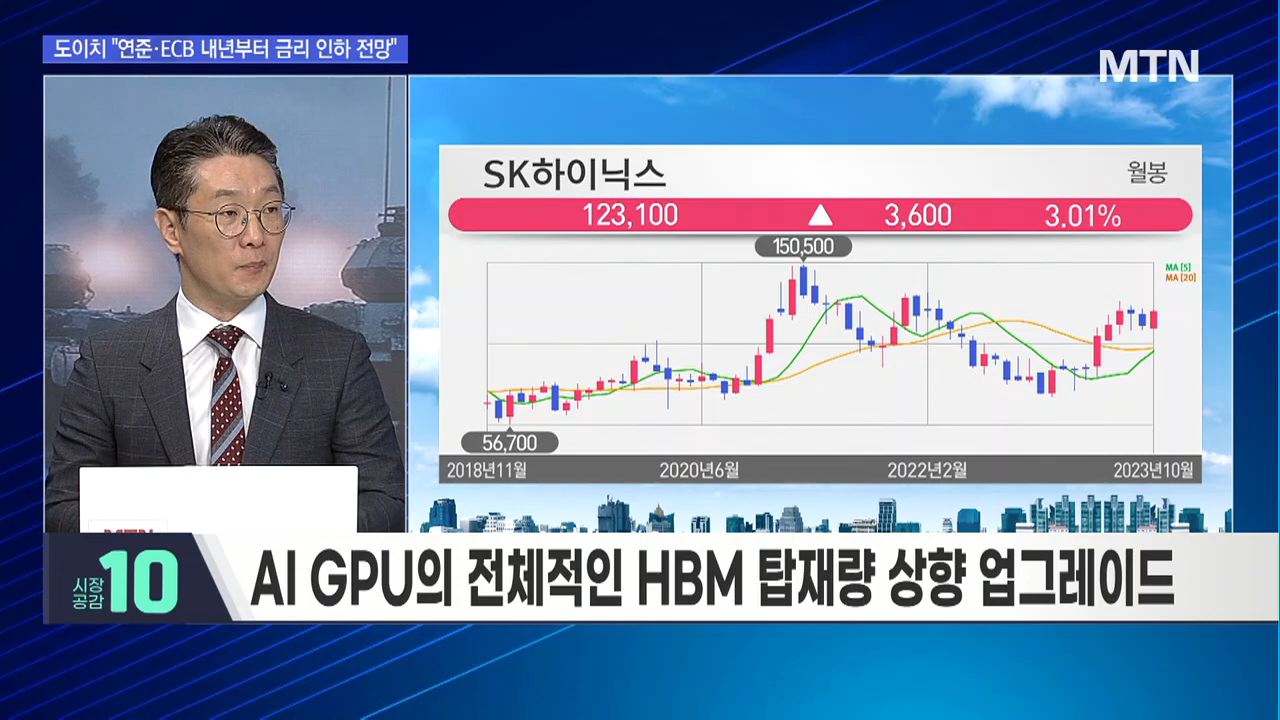 도이치 "연준·ECB 내년부터 금리 인하 전망"
MTN
SK하이닉스
월봉
123,100 ▲ 3,600 3.01%
150,500
MA [5]
MA [20]
56,700
2018년11월 2020년6월 2022년2월 2023년10월
MTN
시장공감 10
AI GPU의 전체적인 HBM 탑재량 상향 업그레이드